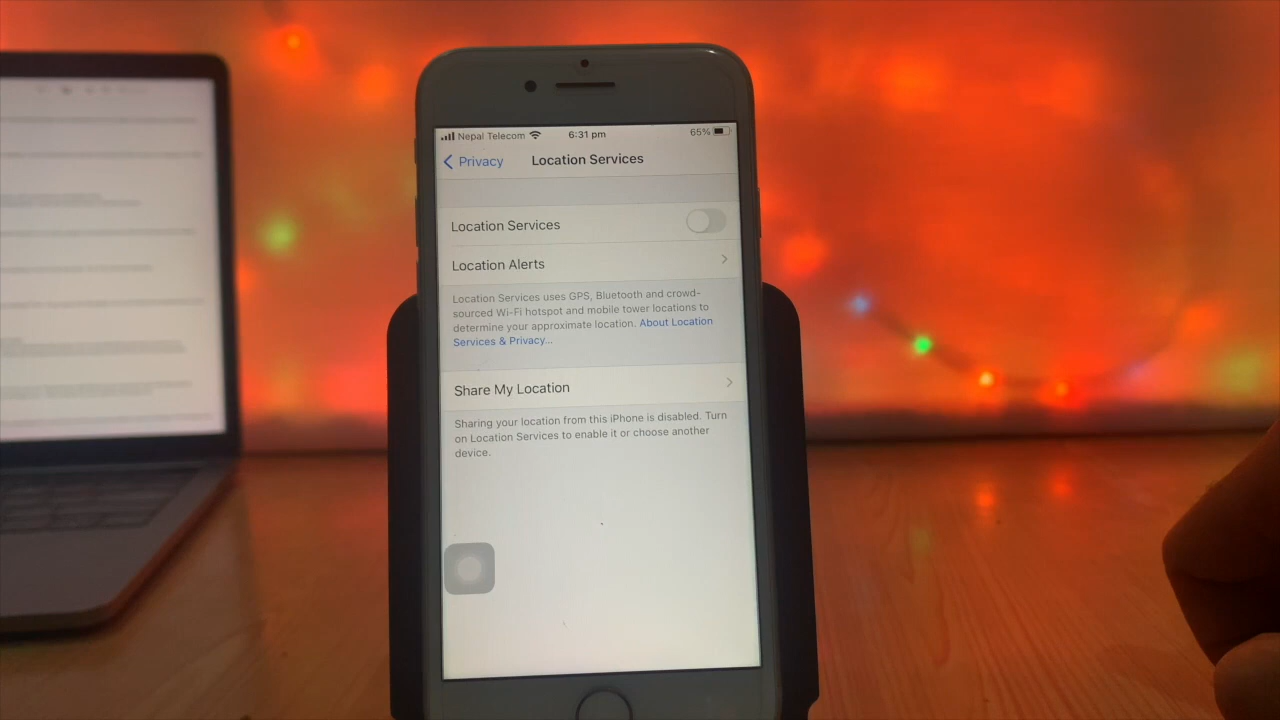 Nepal Telecom 6:31 pm 65%
Privacy Location Services
Location Services
Location Alerts
Location Services uses GPS, Bluetooth and crowd-
sourced Wi-Fi hotspot and mobile tower locations to
determine your approximate location. About Location
Services & Privacy...
Share My Location
Sharing your location from this iPhone is disabled. Turn
on Location Services to enable it or choose another
device.